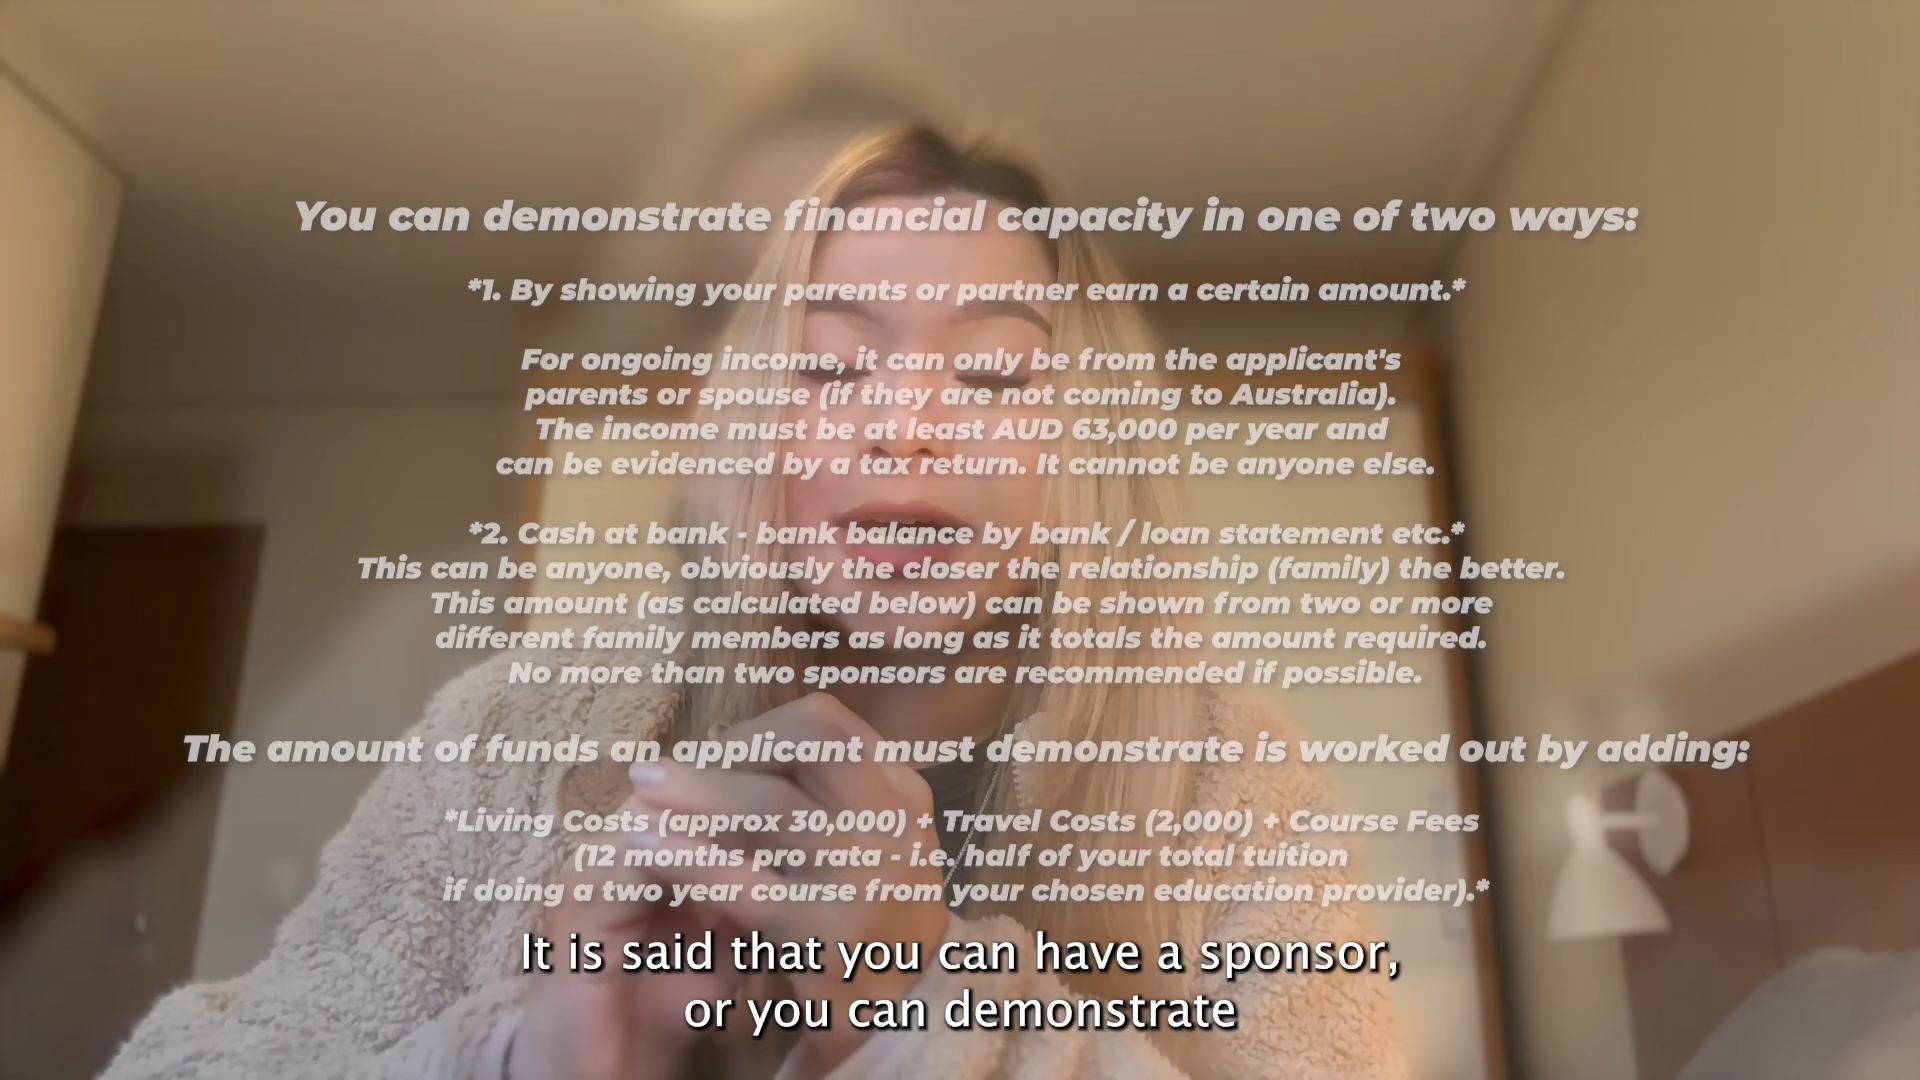 You can demonstrate financial capacity in one of two ways:
*1. By showing your parents or partner earn a certain amount.*
For ongoing income, it can only be from the applicant's
parents or spouse (if they are not coming to Australia).
The income must be at least AUD 63,000 per year and
can be evidenced by a tax return. It cannot be anyone else.
*2. Cash at bank - bank balance by bank / loan statement etc.*
This can be anyone, obviously the closer the relationship (family) the better.
This amount (as calculated below) can be shown from two or more
different family members as long as it totals the amount required.
No more than two sponsors are recommended if possible.
The amount of funds an applicant must demonstrate is worked out by adding:
*Living Costs (approx 30,000) + Travel Costs (2,000) + Course Fees
(12 months pro rata - i.e. half of your total tuition
if doing a two year course from your chosen education provider).*
It is said that you can have a sponsor,
or you can demonstrate